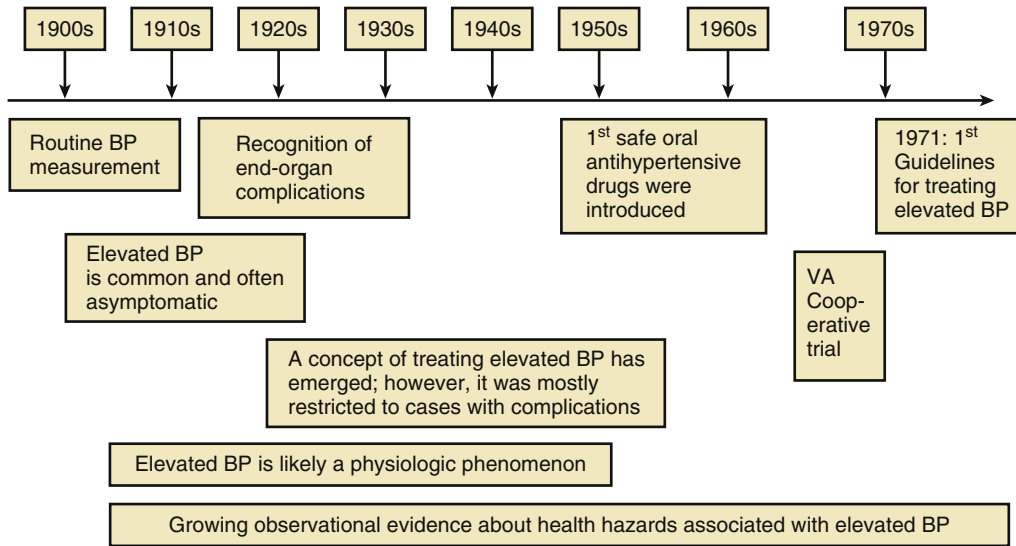 1900s 1910s 1920s 1930s 1940s 1950s 1960s 1970s
Routine BP
measurement
Recognition of
end-organ
complications
1st safe oral
antihypertensive
drugs were
introduced
1971: 1st
Guidelines
for treating
elevated BP
Elevated BP
is common and often
asymptomatic
VA
Coop-
erative
trial
A concept of treating elevated BP has
emerged; however, it was mostly
restricted to cases with complications
Elevated BP is likely a physiologic phenomenon
Growing observational evidence about health hazards associated with elevated BP